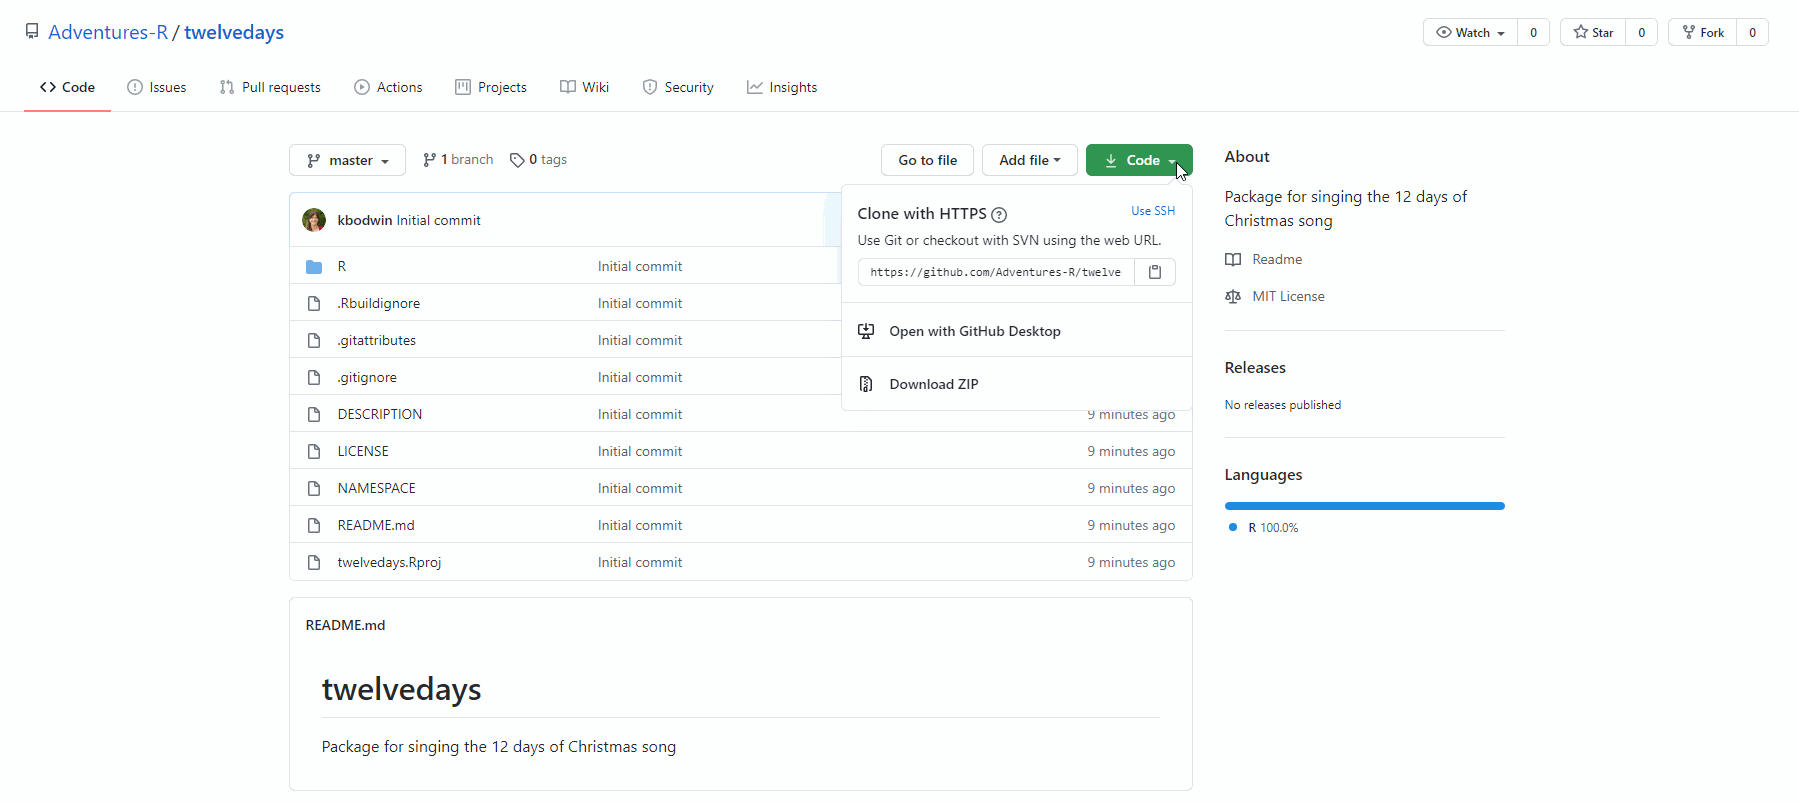 Adventures-R / twelvedays
Watch 0 Star 0 Fork 0
Code Issues Pull requests Actions Projects Wiki Security Insights
master 1 branch 0 tags Go to file Add file Code
kbodwin Initial commit
R Initial commit
.Rbuildignore Initial commit
.gitattributes Initial commit
.gitignore Initial commit
DESCRIPTION Initial commit 9 minutes ago
LICENSE Initial commit 9 minutes ago
NAMESPACE Initial commit 9 minutes ago
README.md Initial commit 9 minutes ago
twelvedays.Rproj Initial commit 9 minutes ago
Clone with HTTPS Use SSH
Use Git or checkout with SVN using the web URL.
https://github.com/Adventures-R/twelve
Open with GitHub Desktop
Download ZIP
README.md
twelvedays
Package for singing the 12 days of Christmas song
About
Package for singing the 12 days of
Christmas song
Readme
MIT License
Releases
No releases published
Languages
R 100.0%